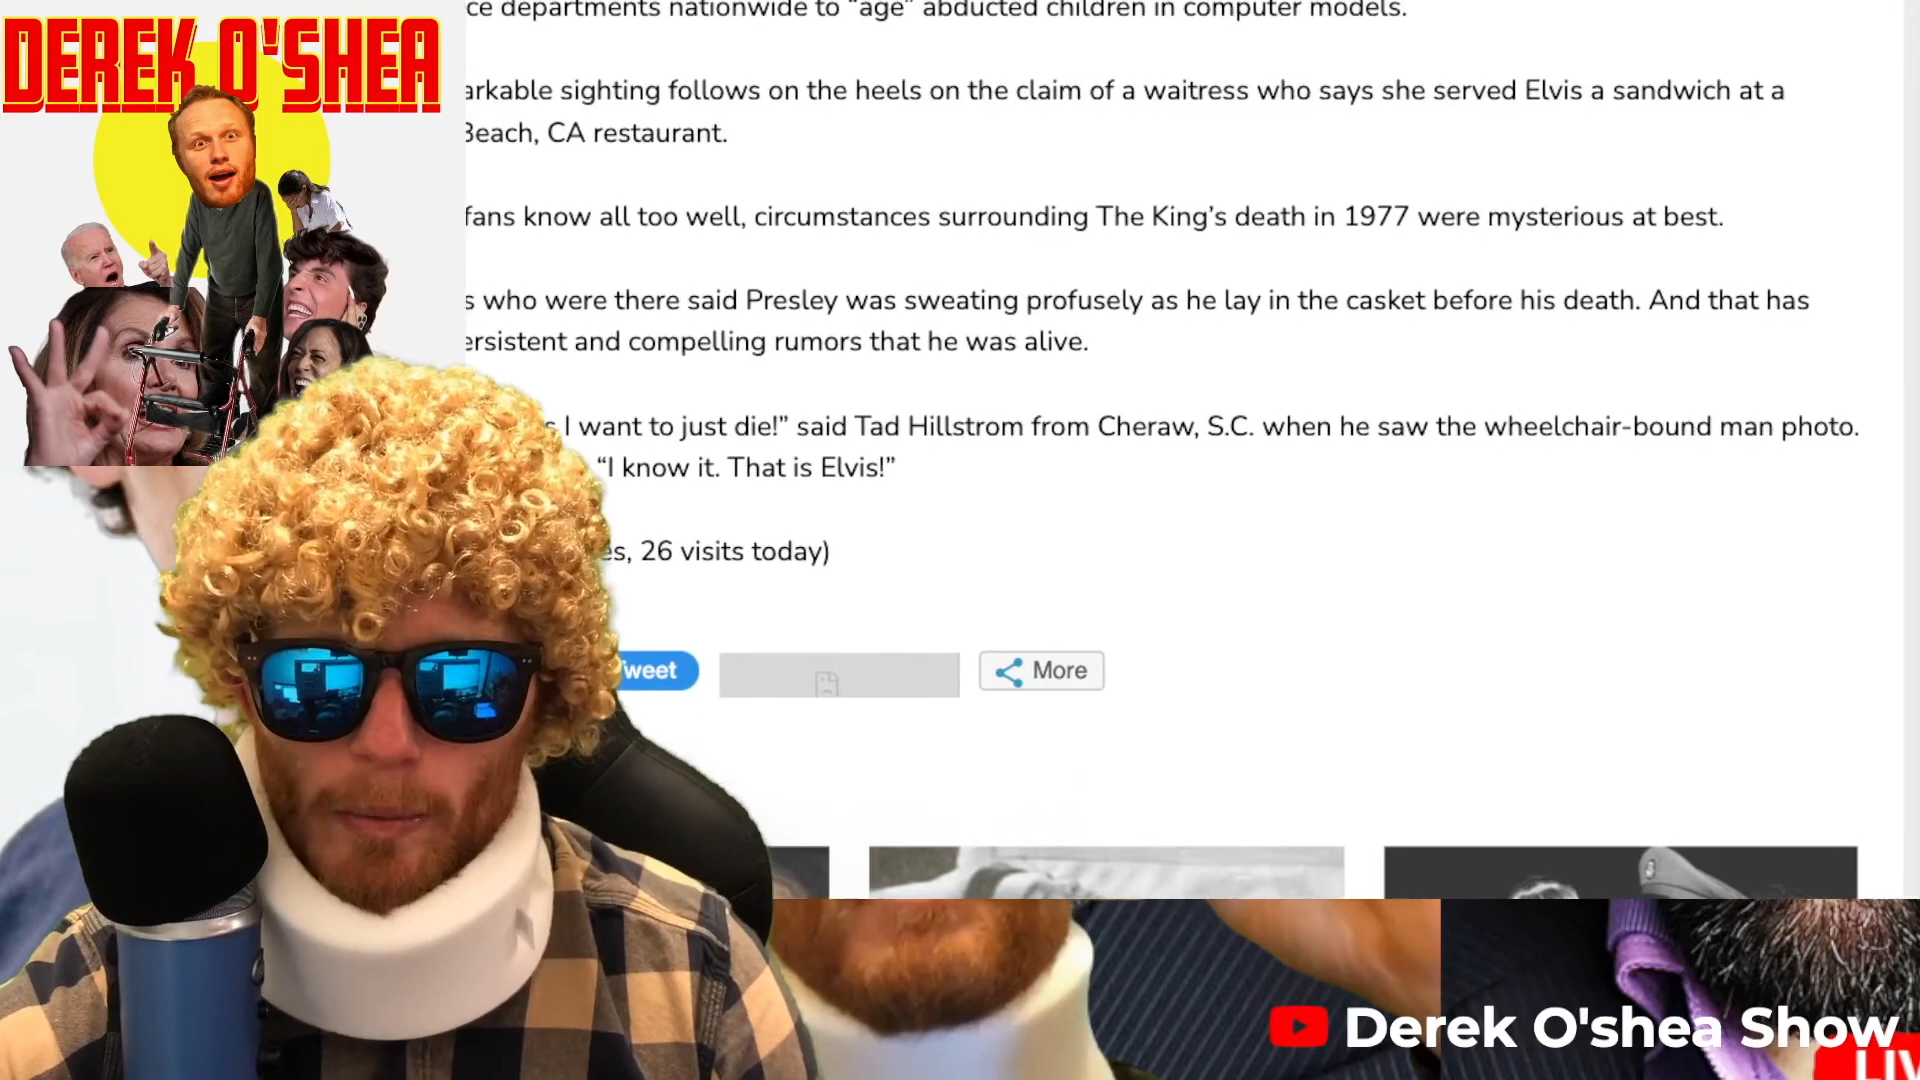 DEREK O'SHEA
ce departments nationwide to “age” abducted children in computer models.
arkable sighting follows on the heels on the claim of a waitress who says she served Elvis a sandwich at a
Beach, CA restaurant.
fans know all too well, circumstances surrounding The King’s death in 1977 were mysterious at best.
s who were there said Presley was sweating profusely as he lay in the casket before his death. And that has
ersistent and compelling rumors that he was alive.
I want to just die!” said Tad Hillstrom from Cheraw, S.C. when he saw the wheelchair-bound man photo.
“I know it. That is Elvis!”
es, 26 visits today)
weet
More
Derek O'shea Show
LIV